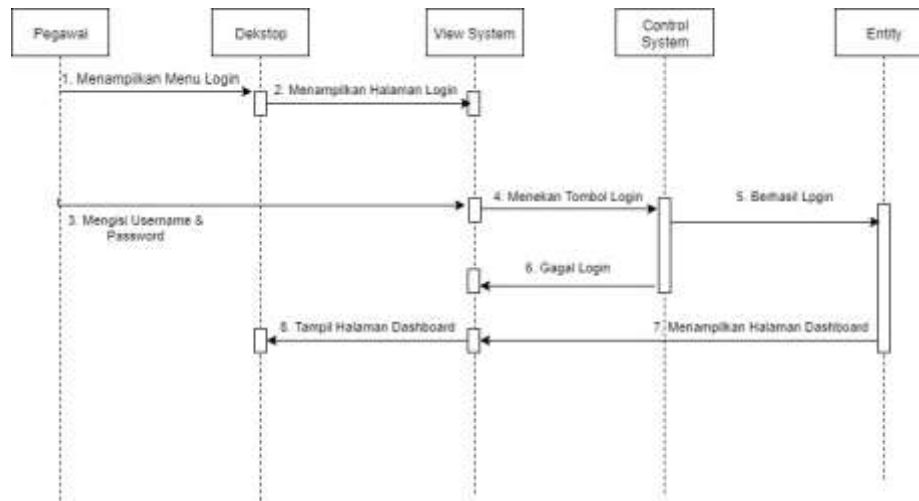 Pegawai
Dekstop
View System
Control
System
Entity
1. Menampilkan Menu Login
2. Menampilkan Halaman Login
3. Mengisi Username &
Password
4. Menekan Tombol Login
5. Berhasil Login
6. Gagal Login
7. Menampilkan Halaman Dashboard
8. Tampil Halaman Dashboard